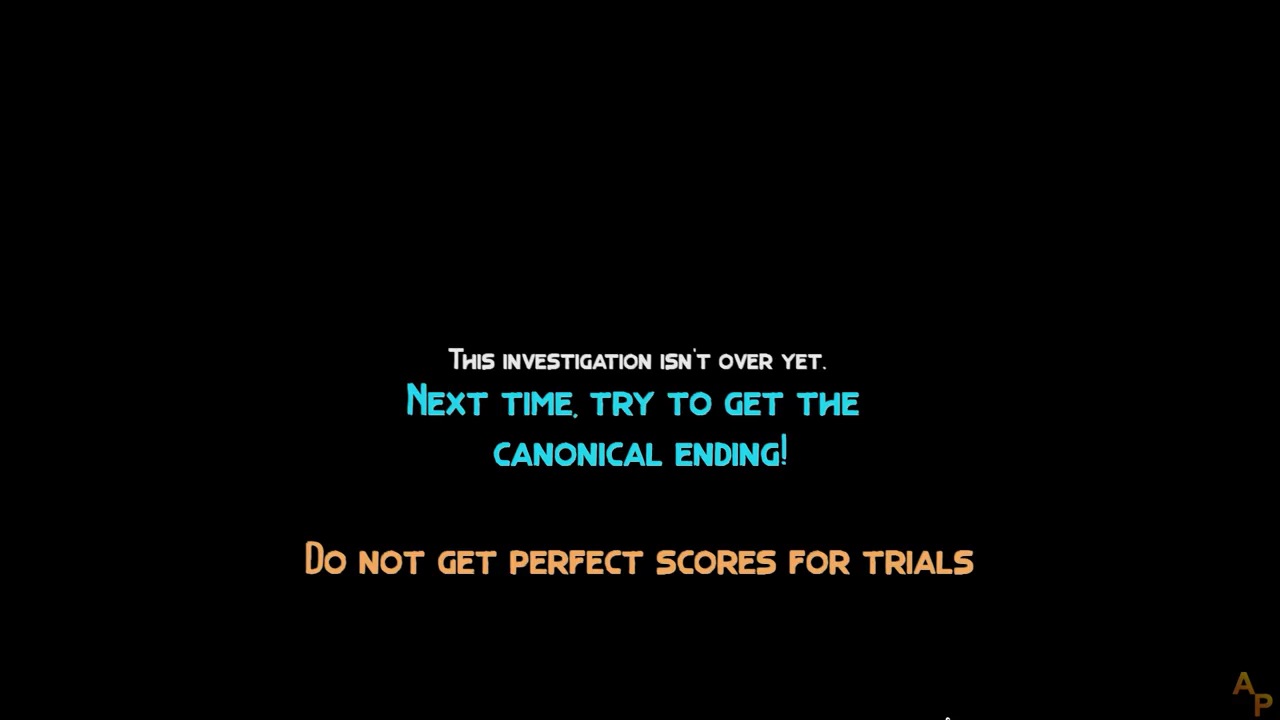 This investigation isn't over yet.
Next time, try to get the
canonical ending!
Do not get perfect scores for trials
A
P